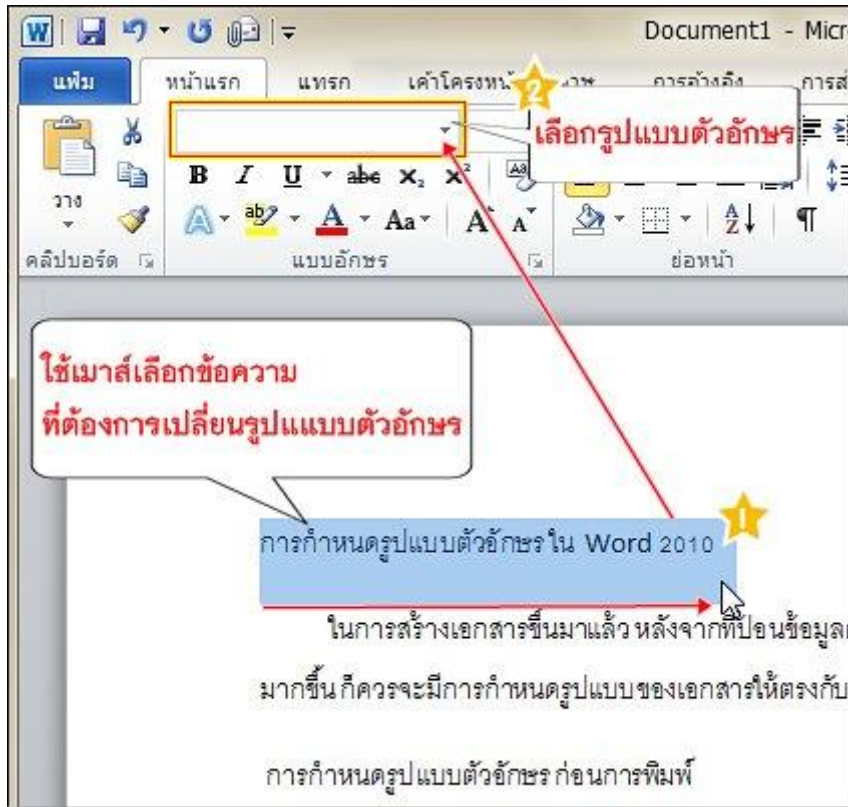 Document1 - Micr
แฟ้ม หน้าแรก แทรก การอ้างอิง
2
เลือกรูปแบบตัวอักษร
วาง
B I U abe X₂ X²
ab A Aa A A A Z
คลิปบอร์ด แบบอักษร ย่อหน้า
ใช้เมาส์เลือกข้อความ
ที่ต้องการเปลี่ยนรูปแแบบตัวอักษร
1
การกำหนดรูปแบบตัวอักษร ใน Word 2010
ในการสร้างเอกสารขึ้นมาแล้ว หลังจากที่ป้อนข้อมูล
มากขึ้น ก็ควรจะมีการกำหนดรูปแบบของเอกสารให้ตรงกับ
การกำหนดรูปแบบตัวอักษร ก่อนการพิมพ์